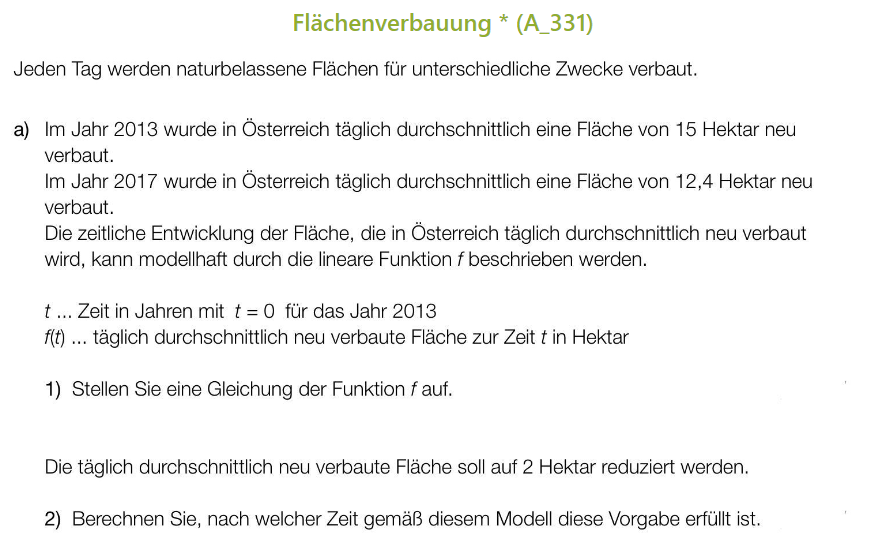 Flächenverbauung * (A_331)
Jeden Tag werden naturbelassene Flächen für unterschiedliche Zwecke verbaut.
a) Im Jahr 2013 wurde in Österreich täglich durchschnittlich eine Fläche von 15 Hektar neu
verbaut.
Im Jahr 2017 wurde in Österreich täglich durchschnittlich eine Fläche von 12,4 Hektar neu
verbaut.
Die zeitliche Entwicklung der Fläche, die in Österreich täglich durchschnittlich neu verbaut
wird, kann modellhaft durch die lineare Funktion f beschrieben werden.
t ... Zeit in Jahren mit t = 0 für das Jahr 2013
f(t) ... täglich durchschnittlich neu verbaute Fläche zur Zeit t in Hektar
1) Stellen Sie eine Gleichung der Funktion f auf.
Die täglich durchschnittlich neu verbaute Fläche soll auf 2 Hektar reduziert werden.
2) Berechnen Sie, nach welcher Zeit gemäß diesem Modell diese Vorgabe erfüllt ist.